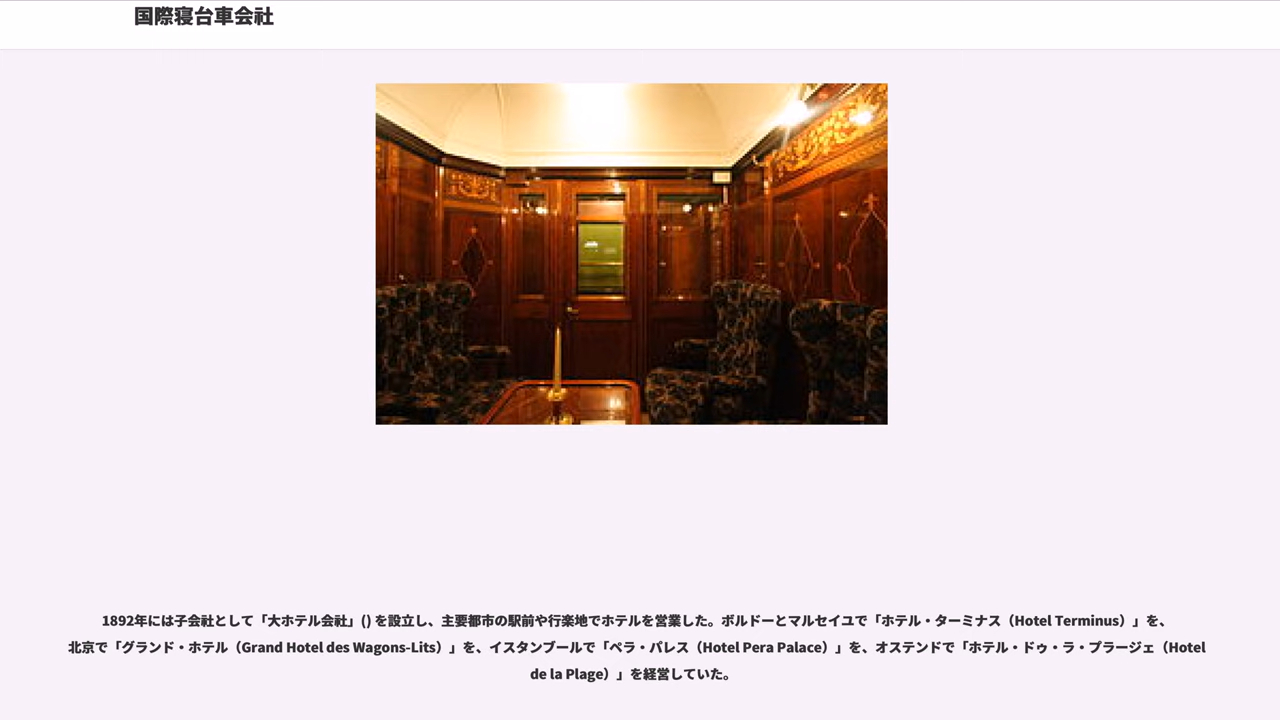 国際寝台車会社
1892年には子会社として「大ホテル会社」() を設立し、主要都市の駅前や行楽地でホテルを営業した。ボルドーとマルセイユで「ホテル・ターミナス（Hotel Terminus）」を、
北京で「グランド・ホテル（Grand Hotel des Wagons-Lits）」を、イスタンブールで「ペラ・パレス（Hotel Pera Palace）」を、オステンドで「ホテル・ドゥ・ラ・プラージェ（Hotel
de la Plage）」を経営していた。